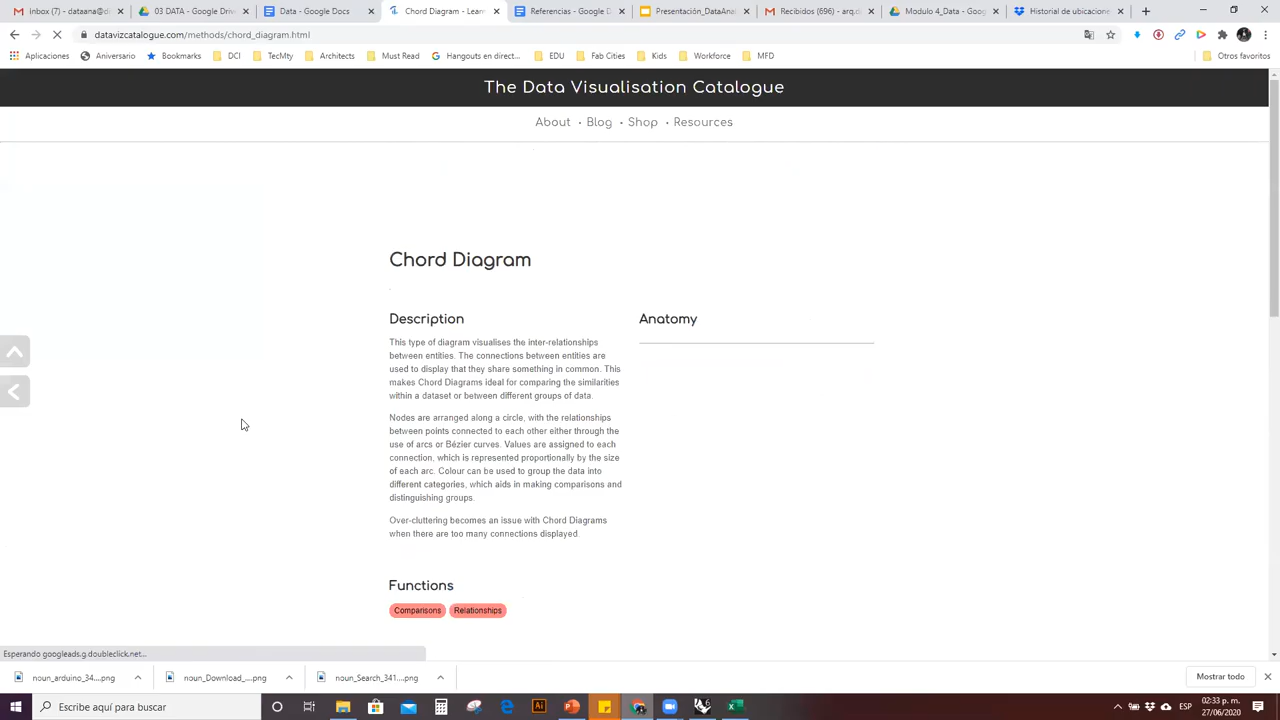 Inbox (7) - dataana@d
03 DATA - Google Driv
Data - Google Docs
Chord Diagram - Learn
Referencias - Google D
Presentación_DataAnal
Recibidos (696) - arq.do
Modulo 4_Data - Goog
Historial de ubicacione
datavizcatalogue.com/methods/chord_diagram.html
Aplicaciones
Aniversario
Bookmarks
DCI
TecMty
Architects
Must Read
Hangouts en direct...
EDU
Fab Cities
Kids
Workforce
MFD
Otros favoritos
The Data Visualisation Catalogue
About • Blog • Shop • Resources
Chord Diagram
Description
This type of diagram visualises the inter-relationships
between entities. The connections between entities are
used to display that they share something in common. This
makes Chord Diagrams ideal for comparing the similarities
within a dataset or between different groups of data.
Nodes are arranged along a circle, with the relationships
between points connected to each other either through the
use of arcs or Bézier curves. Values are assigned to each
connection, which is represented proportionally by the size
of each arc. Colour can be used to group the data into
different categories, which aids in making comparisons and
distinguishing groups.
Over-cluttering becomes an issue with Chord Diagrams
when there are too many connections displayed.
Anatomy
Functions
Comparisons
Relationships
Esperando googleads.g.doubleclick.net...
noun_arduino_34....png
noun_Download_....png
noun_Search_341....png
Mostrar todo
Escribe aquí para buscar
ESP
02:33 p. m.
27/06/2020